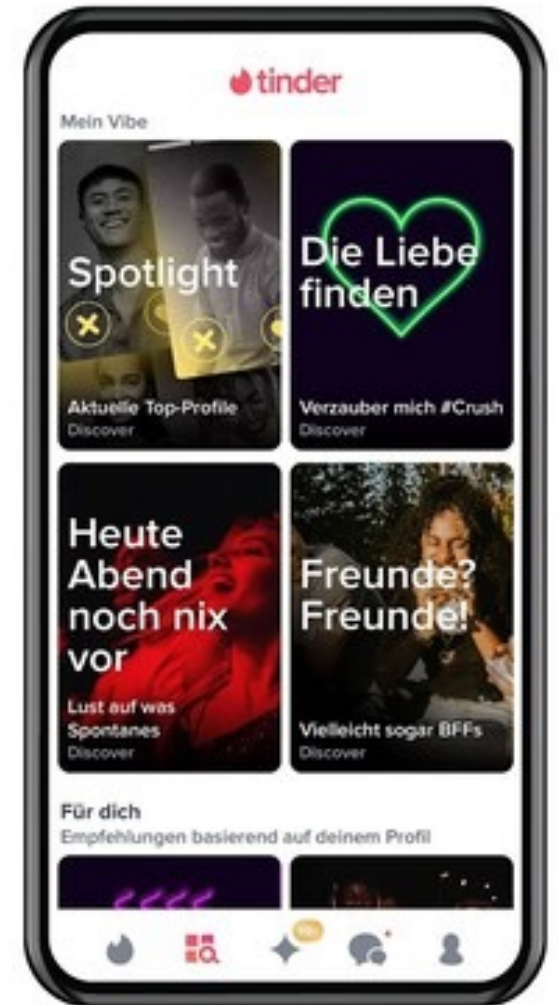 tinder
Mein Vibe
Spotlight
Aktuelle Top-Profile
Discover
Die Liebe
finden
Verzauber mich #Crush
Discover
Heute
Abend
noch nix
vor
Lust auf was
Spontanes
Discover
Freunde?
Freunde!
Vielleicht sogar BFFs
Discover
Für dich
Empfehlungen basierend auf deinem Profil